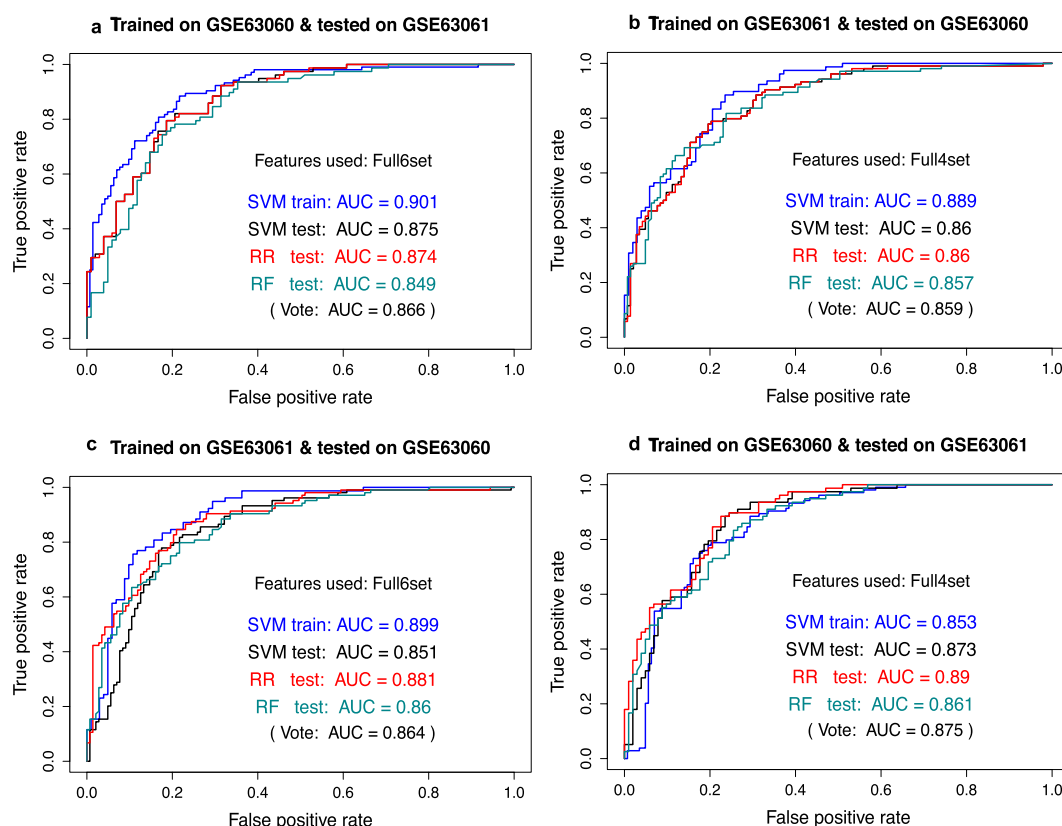 a Trained on GSE63060 & tested on GSE63061
True positive rate
1.0
0.8
0.6
0.4
0.2
0.0
Features used: Full6set
SVM train: AUC = 0.901
SVM test: AUC = 0.875
RR test: AUC = 0.874
RF test: AUC = 0.849
( Vote: AUC = 0.866 )
0.0 0.2 0.4 0.6 0.8 1.0
False positive rate
b Trained on GSE63061 & tested on GSE63060
True positive rate
1.0
0.8
0.6
0.4
0.2
0.0
Features used: Full4set
SVM train: AUC = 0.889
SVM test: AUC = 0.86
RR test: AUC = 0.86
RF test: AUC = 0.857
( Vote: AUC = 0.859 )
0.0 0.2 0.4 0.6 0.8 1.0
False positive rate
c Trained on GSE63061 & tested on GSE63060
True positive rate
1.0
0.8
0.6
0.4
0.2
0.0
Features used: Full6set
SVM train: AUC = 0.899
SVM test: AUC = 0.851
RR test: AUC = 0.881
RF test: AUC = 0.86
( Vote: AUC = 0.864 )
0.0 0.2 0.4 0.6 0.8 1.0
False positive rate
d Trained on GSE63060 & tested on GSE63061
True positive rate
1.0
0.8
0.6
0.4
0.2
0.0
Features used: Full4set
SVM train: AUC = 0.853
SVM test: AUC = 0.873
RR test: AUC = 0.89
RF test: AUC = 0.861
( Vote: AUC = 0.875 )
0.0 0.2 0.4 0.6 0.8 1.0
False positive rate